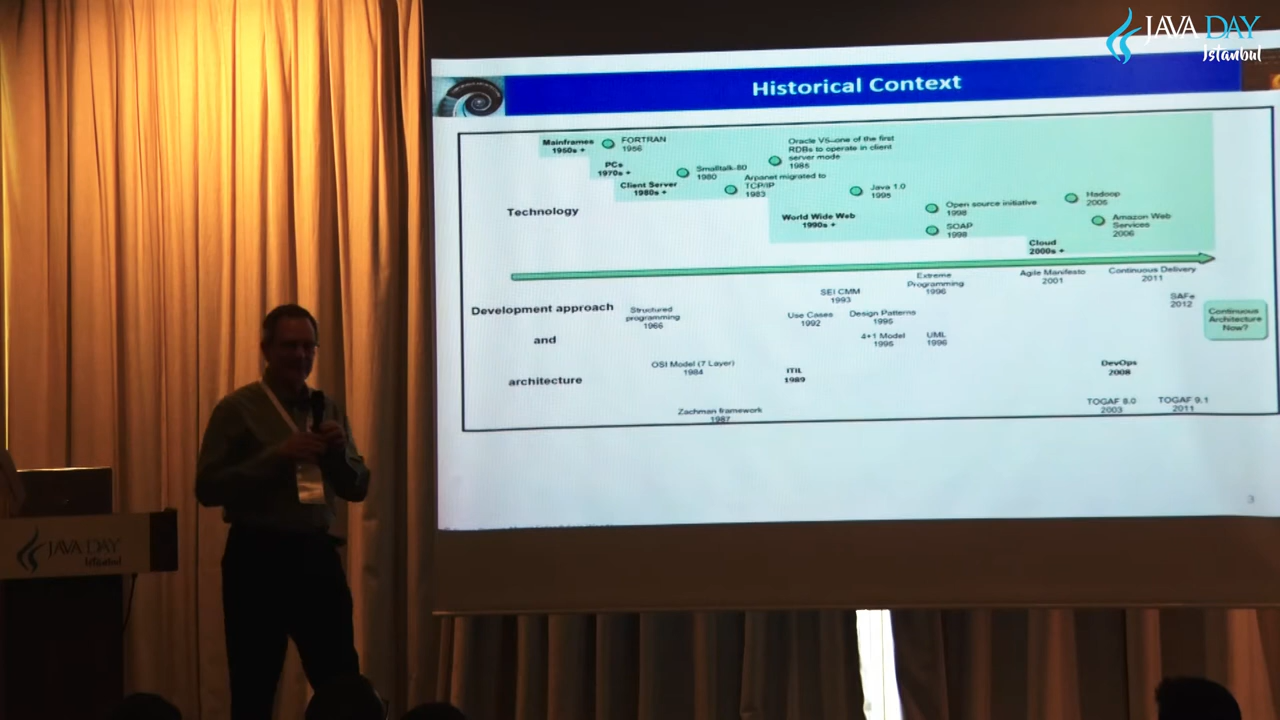 JAVA DAY
Istanbul
Historical Context
Mainframes
1950s +
FORTRAN
1956
PCs
1970s +
Smalltalk-80
1980
Oracle V5-one of the first
RDBs to operate in client
server mode
1985
Client Server
1980s +
Arpanet migrated to
TCP/IP
1983
Java 1.0
1995
Technology
World Wide Web
1990s +
Open source initiative
1998
SOAP
1998
Hadoop
2006
Amazon Web
Services
2006
Cloud
2000s +
Development approach
and
architecture
Structured
programming
1966
SEI CMM
1993
Extreme
Programming
1996
Agile Manifesto
2001
Continuous Delivery
2011
SAFe
2012
Use Cases
1992
Design Patterns
1995
4+1 Model
1995
UML
1996
Continuous
Architecture
Now?
OSI Model (7 Layer)
1984
ITIL
1989
DevOps
2008
Zachman framework
1987
TOGAF 8.0
2003
TOGAF 9.1
2011
3
JAVA DAY
Istanbul